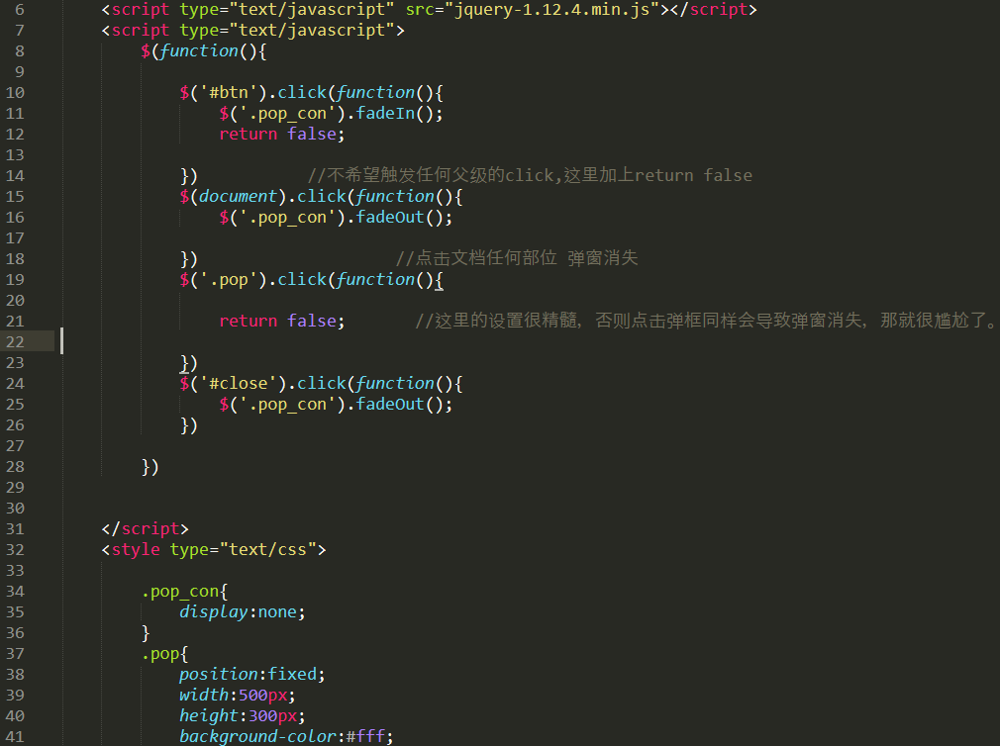 6 <script type="text/javascript" src="jquery-1.12.4.min.js"></script>
7 <script type="text/javascript">
8 $(function(){
9
10 $('#btn').click(function(){
11 $('.pop_con').fadeIn();
12 return false;
13
14 }) //不希望触发任何父级的click,这里加上return false
15 $(document).click(function(){
16 $('.pop_con').fadeOut();
17
18 }) //点击文档任何部位 弹窗消失
19 $('.pop').click(function(){
20
21 return false; //这里的设置很精髓, 否则点击弹框同样会导致弹窗消失, 那就很尴尬了。
22
23 })
24 $('#close').click(function(){
25 $('.pop_con').fadeOut();
26 })
27
28 })
29
30
31 </script>
32 <style type="text/css">
33
34 .pop_con{
35 display:none;
36 }
37 .pop{
38 position:fixed;
39 width:500px;
40 height:300px;
41 background-color:#fff;